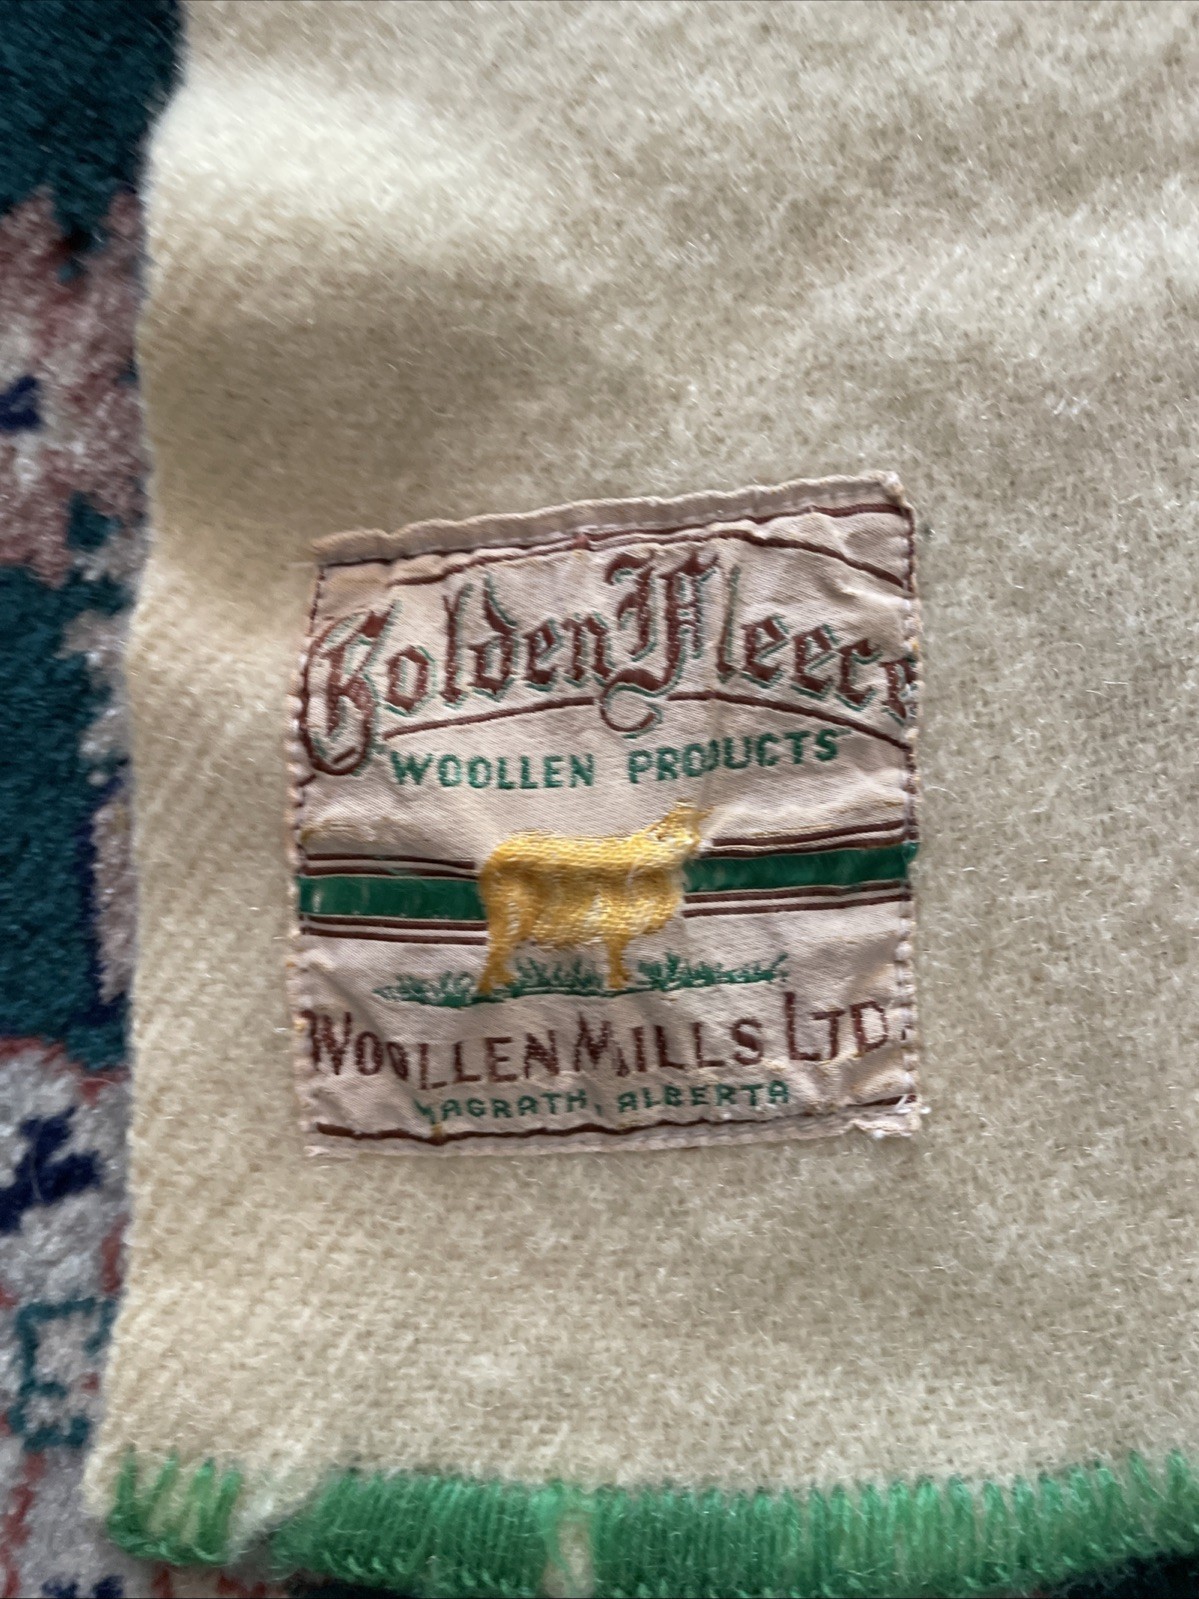 Golden Fleece
"WOOLLEN PRODUCTS"
WOOLLEN MILLS LTD.
MAGRATH, ALBERTA